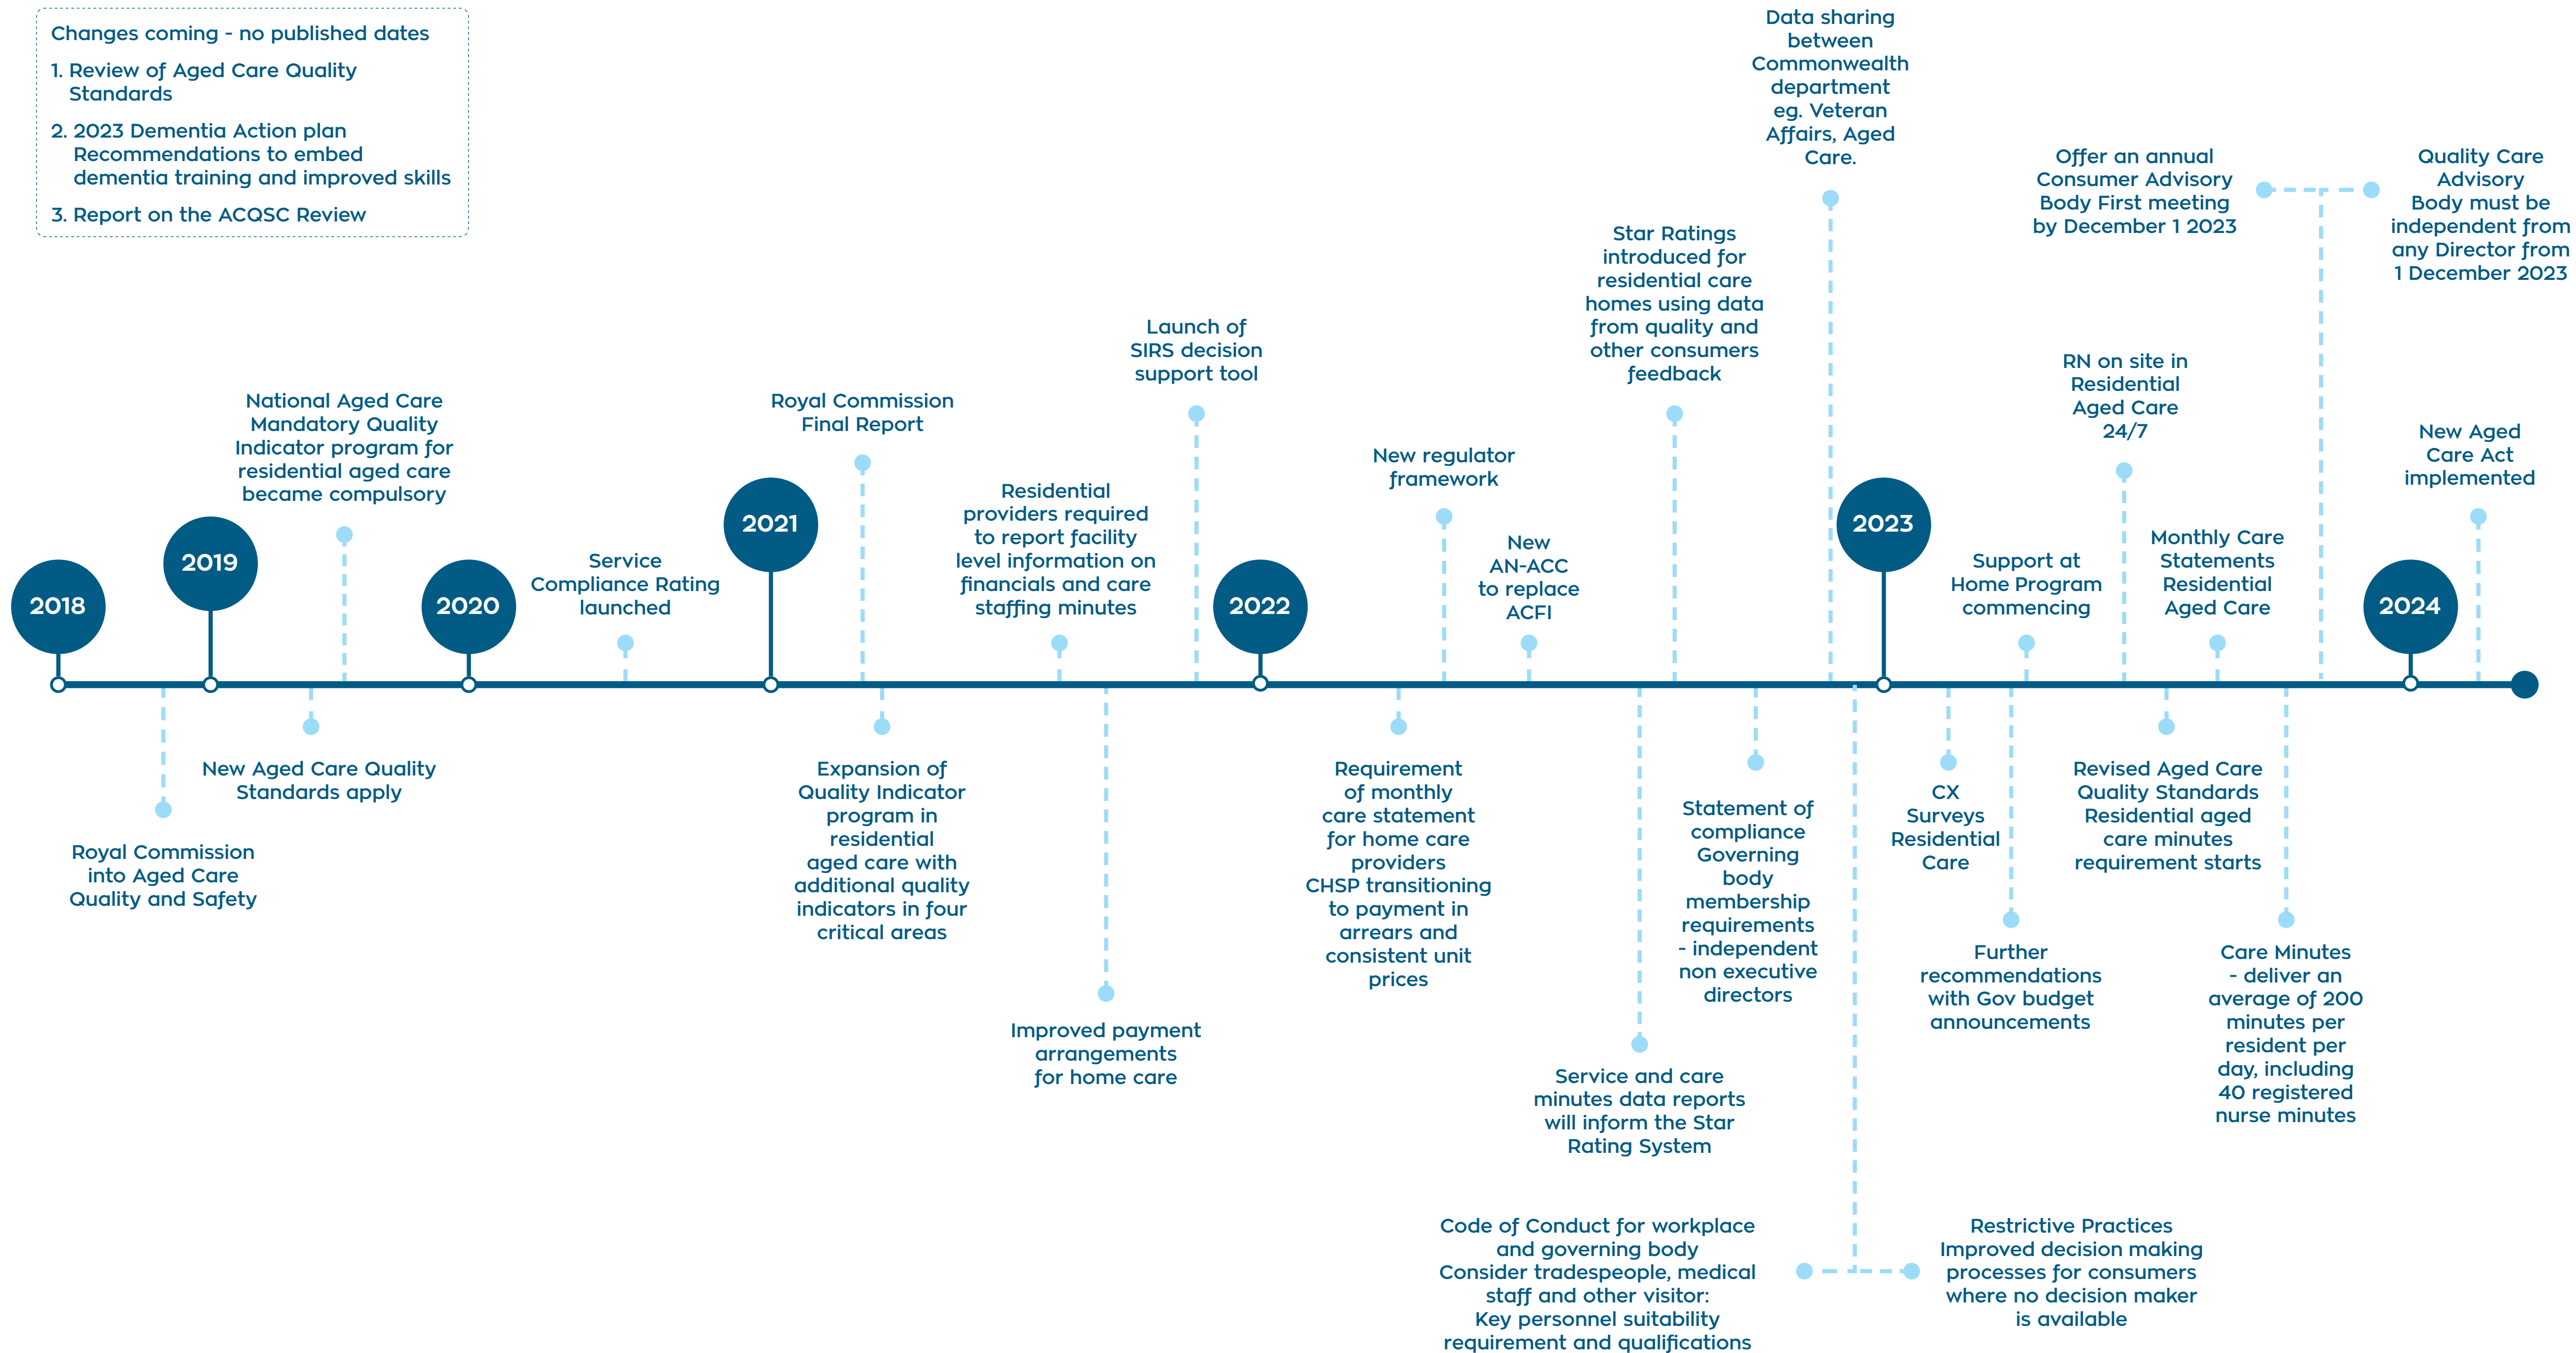 Changes coming - no published dates
1. Review of Aged Care Quality
Standards
2. 2023 Dementia Action plan
Recommendations to embed
dementia training and improved skills
3. Report on the ACQSC Review
2018
Royal Commission
into Aged Care
Quality and Safety
2019
New Aged Care Quality
Standards apply
National Aged Care
Mandatory Quality
Indicator program for
residential aged care
became compulsory
2020
Service
Compliance Rating
launched
2021
Royal Commission
Final Report
Expansion of
Quality Indicator
program in
residential
aged care with
additional quality
indicators in four
critical areas
Residential
providers required
to report facility
level information on
financials and care
staffing minutes
Improved payment
arrangements
for home care
Launch of
SIRS decision
support tool
2022
Requirement
of monthly
care statement
for home care
providers
CHSP transitioning
to payment in
arrears and
consistent unit
prices
New regulator
framework
New
AN-ACC
to replace
ACFI
Service and care
minutes data reports
will inform the Star
Rating System
Star Ratings
introduced for
residential care
homes using data
from quality and
other consumers
feedback
Statement of
compliance
Governing
body
membership
requirements
- independent
non executive
directors
Data sharing
between
Commonwealth
department
eg. Veteran
Affairs, Aged
Care.
Code of Conduct for workplace
and governing body
Consider tradespeople, medical
staff and other visitor:
Key personnel suitability
requirement and qualifications
Restrictive Practices
Improved decision making
processes for consumers
where no decision maker
is available
2023
CX
Surveys
Residential
Care
Further
recommendations
with Gov budget
announcements
Support at
Home Program
commencing
RN on site in
Residential
Aged Care
24/7
Revised Aged Care
Quality Standards
Residential aged
care minutes
requirement starts
Monthly Care
Statements
Residential
Aged Care
Care Minutes
- deliver an
average of 200
minutes per
resident per
day, including
40 registered
nurse minutes
Offer an annual
Consumer Advisory
Body First meeting
by December 1 2023
Quality Care
Advisory
Body must be
independent from
any Director from
1 December 2023
2024
New Aged
Care Act
implemented